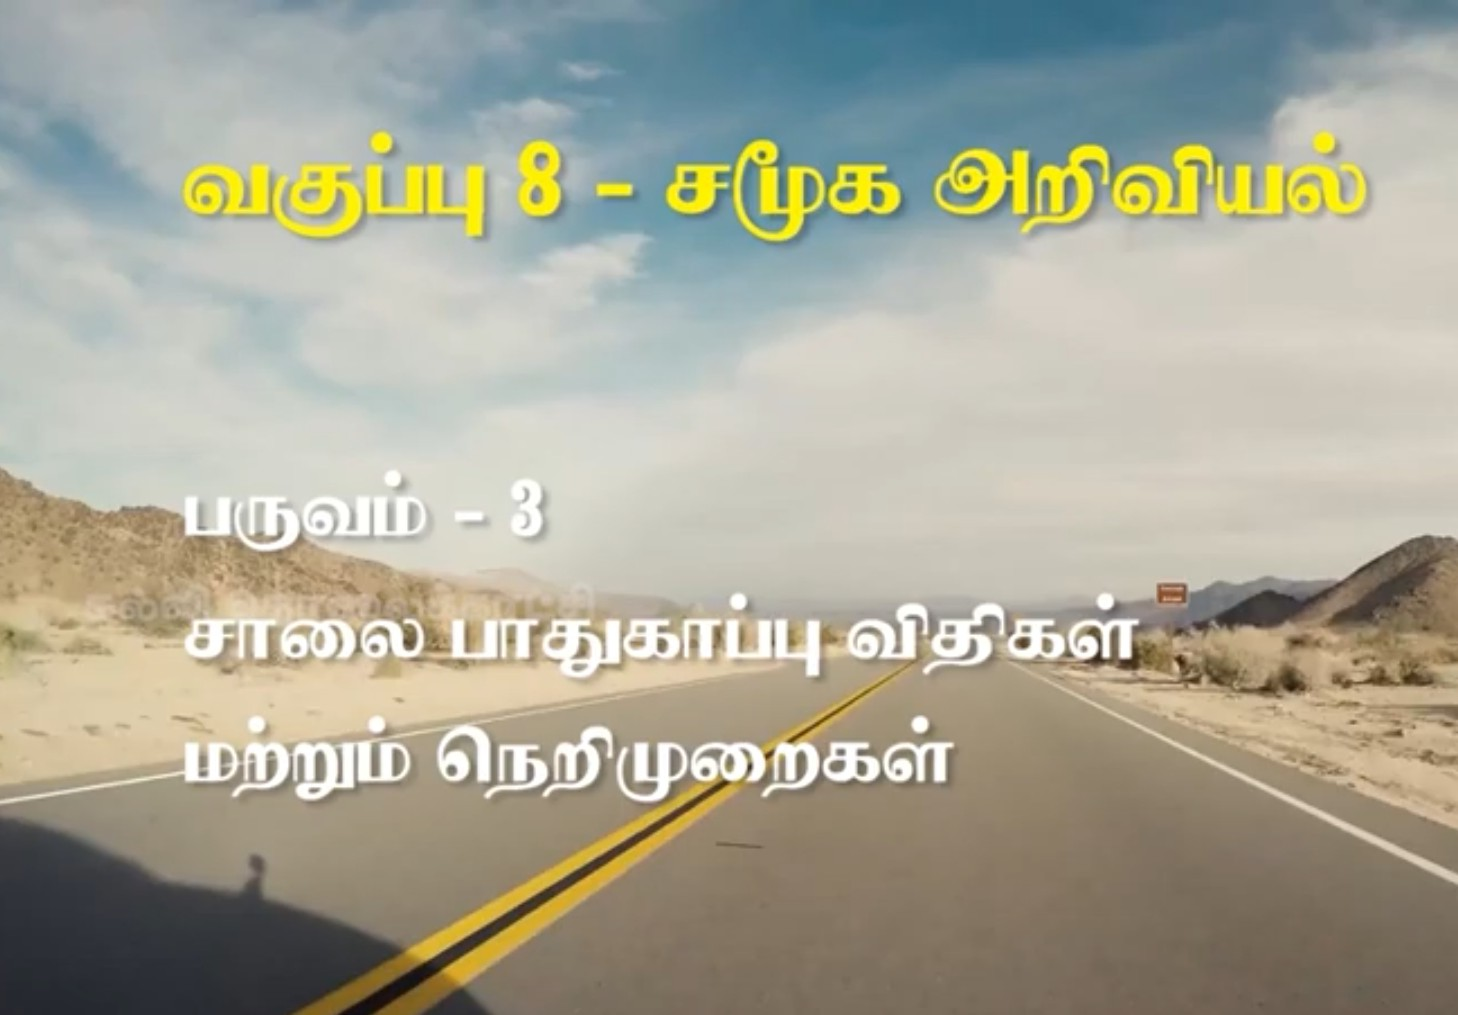 வகுப்பு 8 - சமூக அறிவியல்
பருவம் - 3
சாலை பாதுகாப்பு விதிகள்
மற்றும் நெறிமுறைகள்